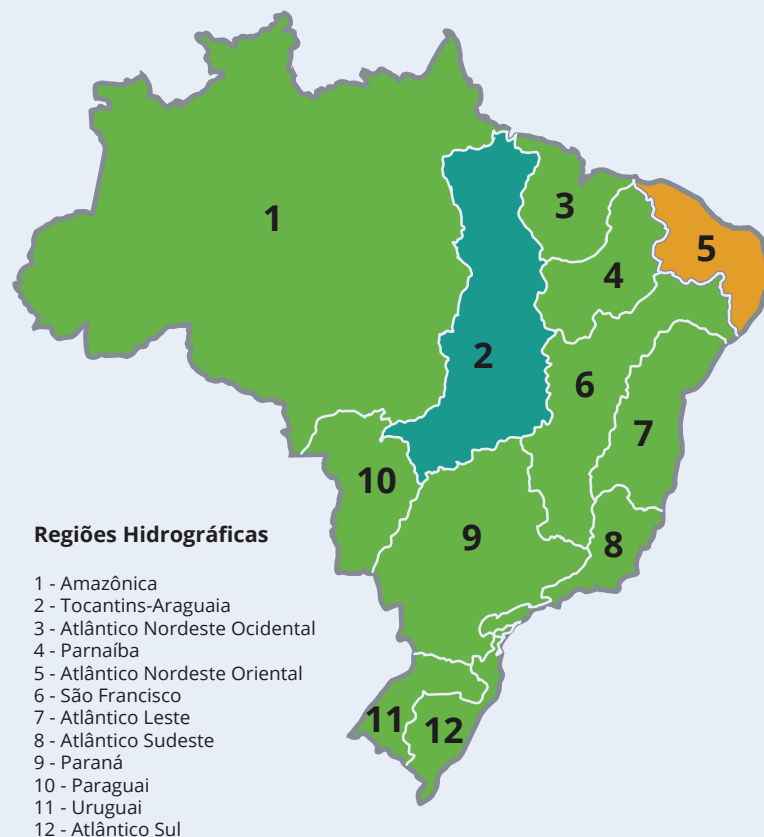 1
2
3
4
5
6
7
8
9
10
11
12
Regiões Hidrográficas
1 - Amazônica
2 - Tocantins-Araguaia
3 - Atlântico Nordeste Ocidental
4 - Parnaíba
5 - Atlântico Nordeste Oriental
6 - São Francisco
7 - Atlântico Leste
8 - Atlântico Sudeste
9 - Paraná
10 - Paraguai
11 - Uruguai
12 - Atlântico Sul